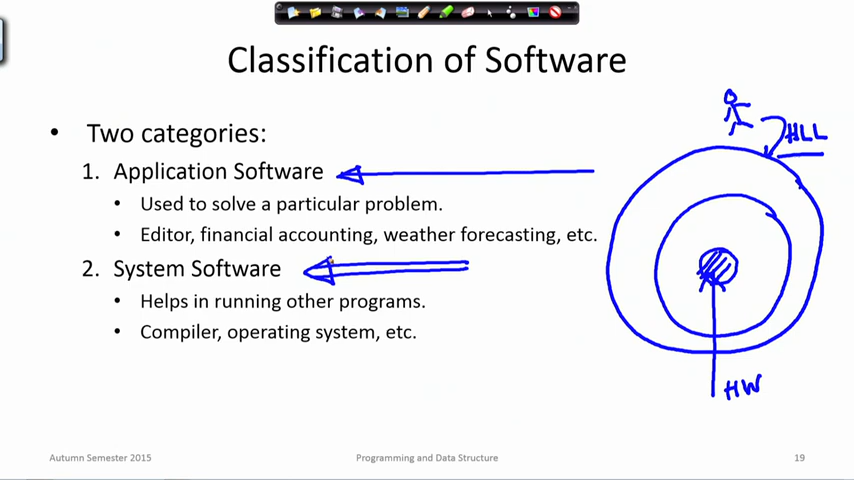 Classification of Software
• Two categories:
1. Application Software
• Used to solve a particular problem.
• Editor, financial accounting, weather forecasting, etc.
2. System Software
• Helps in running other programs.
• Compiler, operating system, etc.
HLL
HW
Autumn Semester 2015
Programming and Data Structure
19